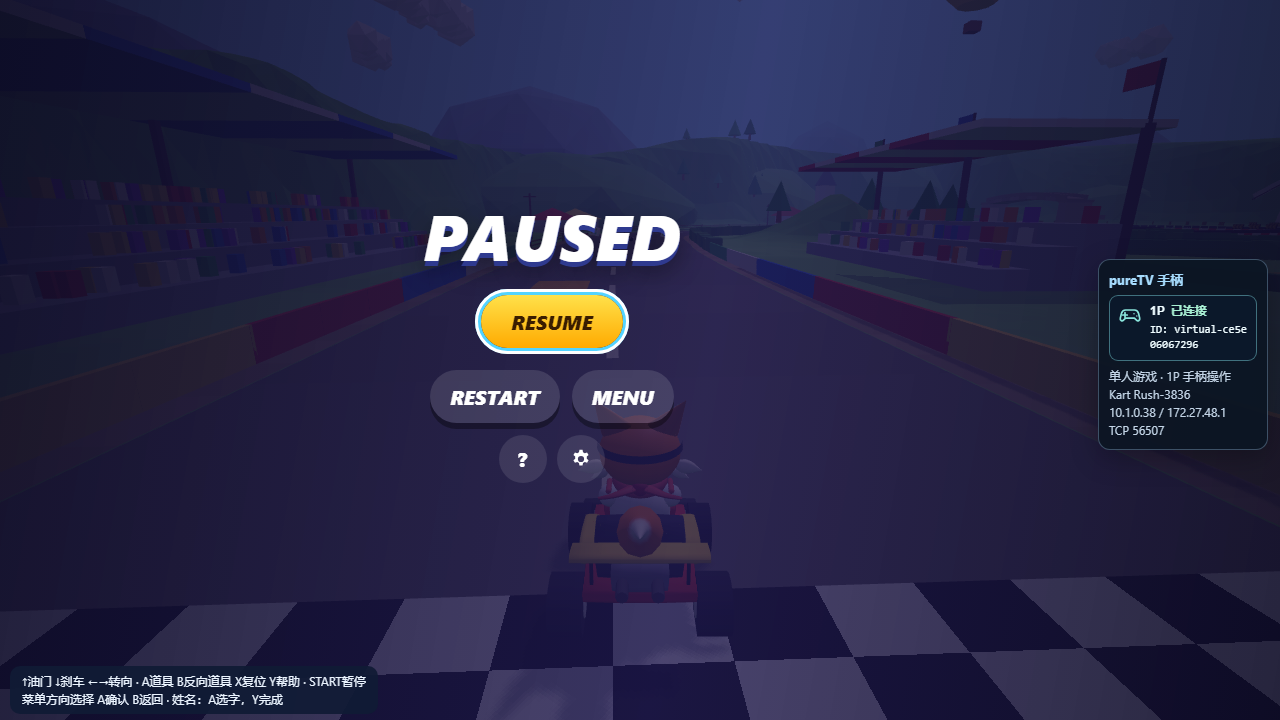 PAUSED
RESUME
RESTART
MENU
?
pureTV 手柄
1P 已连接
ID: virtual-ce5e
06067296
单人游戏 · 1P 手柄操作
Kart Rush-3836
10.1.0.38 / 172.27.48.1
TCP 56507
↑油门 ↓刹车 ←→转向 · A道具 B反向道具 X复位 Y帮助 · START暂停
菜单方向选择 A确认 B返回 · 姓名：A选字，Y完成